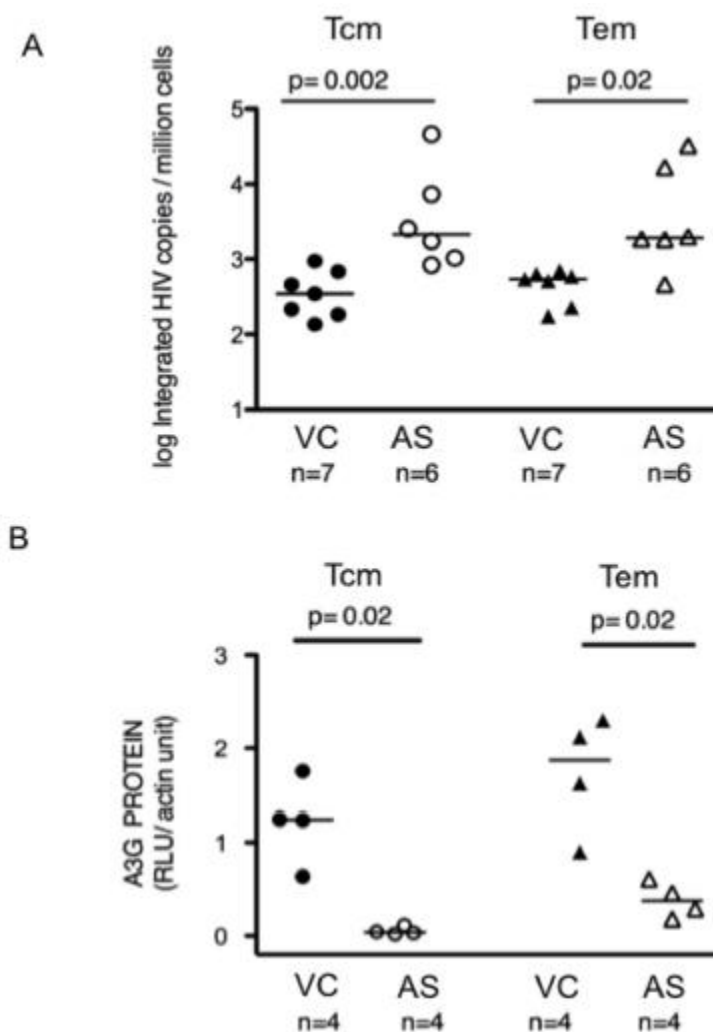 A
Tcm Tem
p= 0.002 p= 0.02
log Integrated HIV copies / million cells
5
4
3
2
1
VC AS VC AS
n=7 n=6 n=7 n=6
B
Tcm Tem
p= 0.02 p= 0.02
A3G PROTEIN
(RLU/ actin unit)
3
2
1
0
VC AS VC AS
n=4 n=4 n=4 n=4